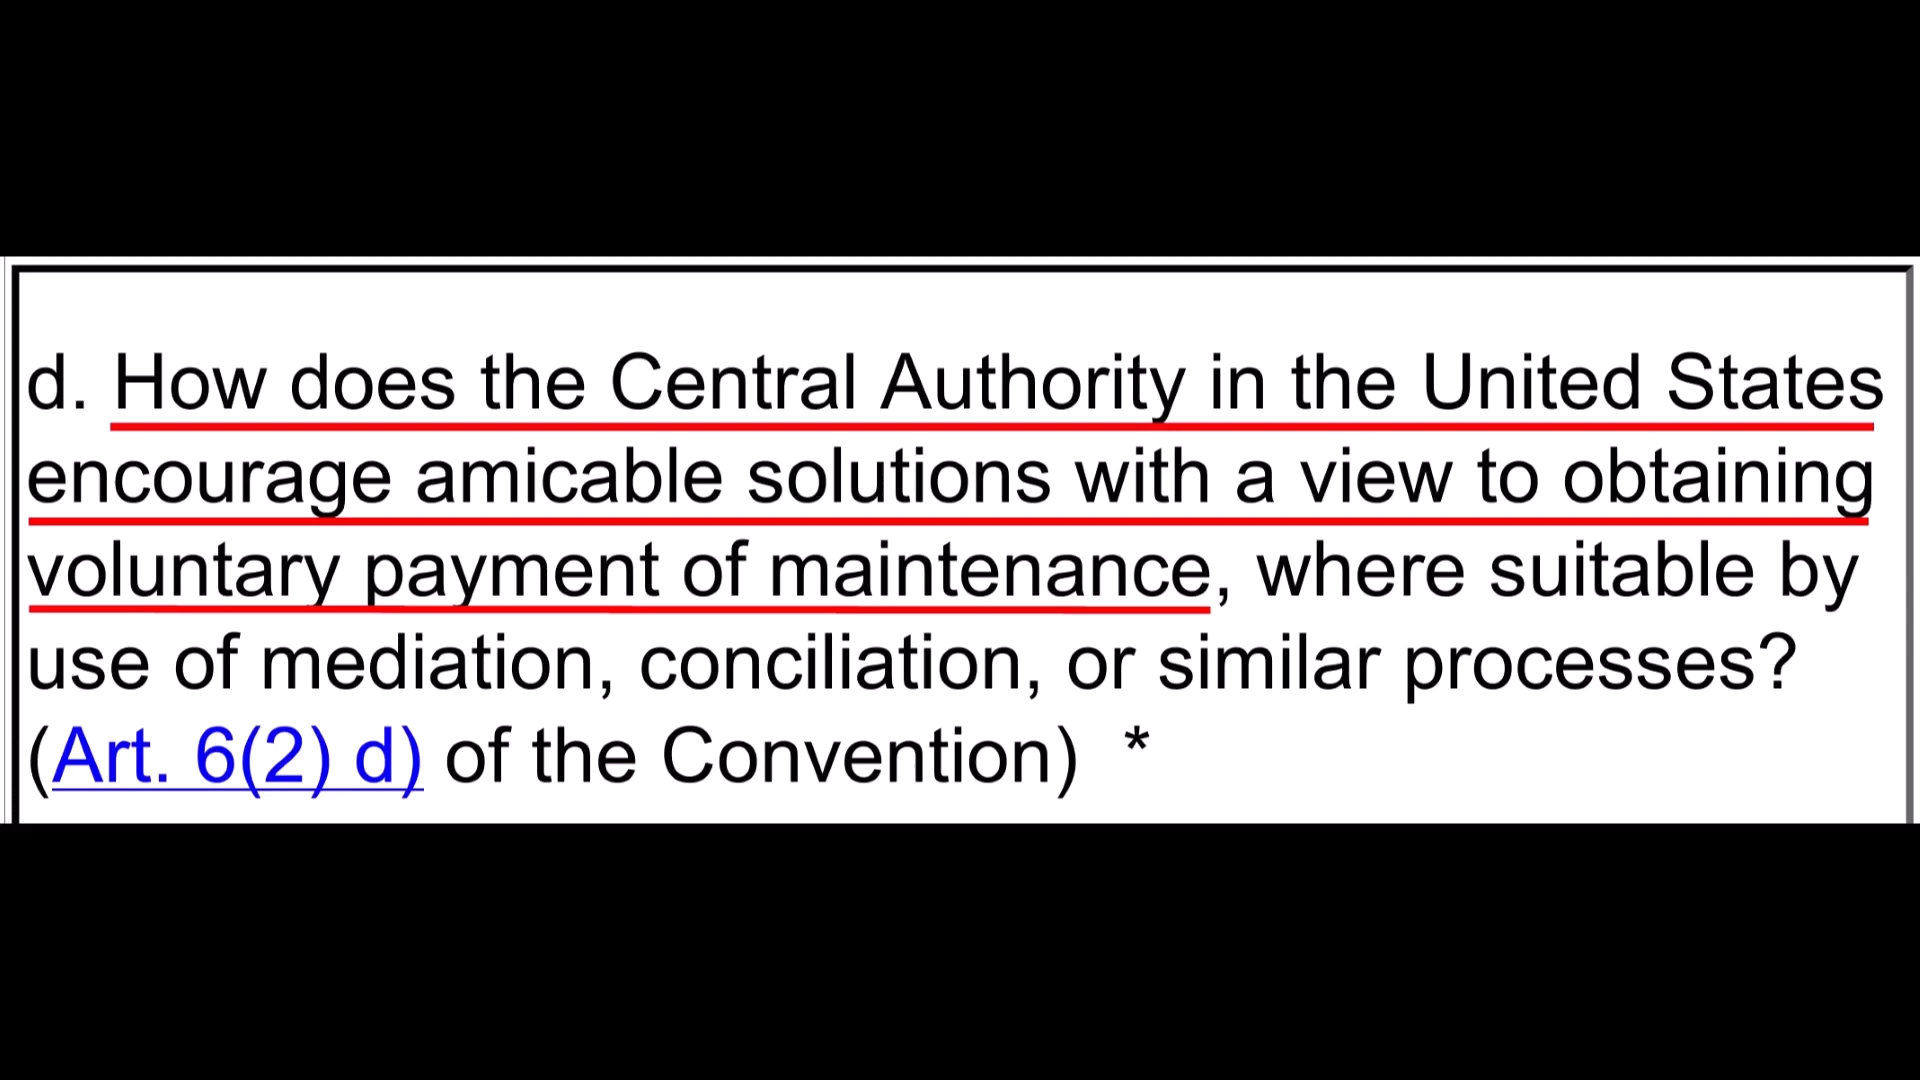 d. How does the Central Authority in the United States
encourage amicable solutions with a view to obtaining
voluntary payment of maintenance, where suitable by
use of mediation, conciliation, or similar processes?
(Art. 6(2) d) of the Convention) *